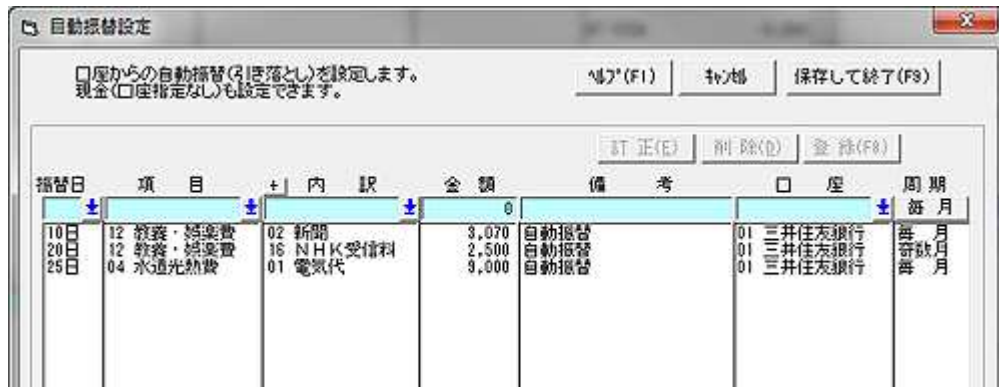 自動振替設定
口座からの自動振替(引き落とし)を設定します。
現金(口座指定なし)も設定できます。
ﾍﾙﾌﾟ(F1) ｷｬﾝｾﾙ 保存して終了(F9)
訂 正(E) 削 除(D) 登 録(F8)
振替日 項 目 +| 内 訳 金 額 備 考 口 座 周 期
0 毎 月
10日 12 教養・娯楽費 02 新聞 3,070 自動振替 01 三井住友銀行 毎 月
20日 12 教養・娯楽費 16 NHK受信料 2,500 自動振替 01 三井住友銀行 奇数月
25日 04 水道光熱費 01 電気代 9,000 自動振替 01 三井住友銀行 毎 月